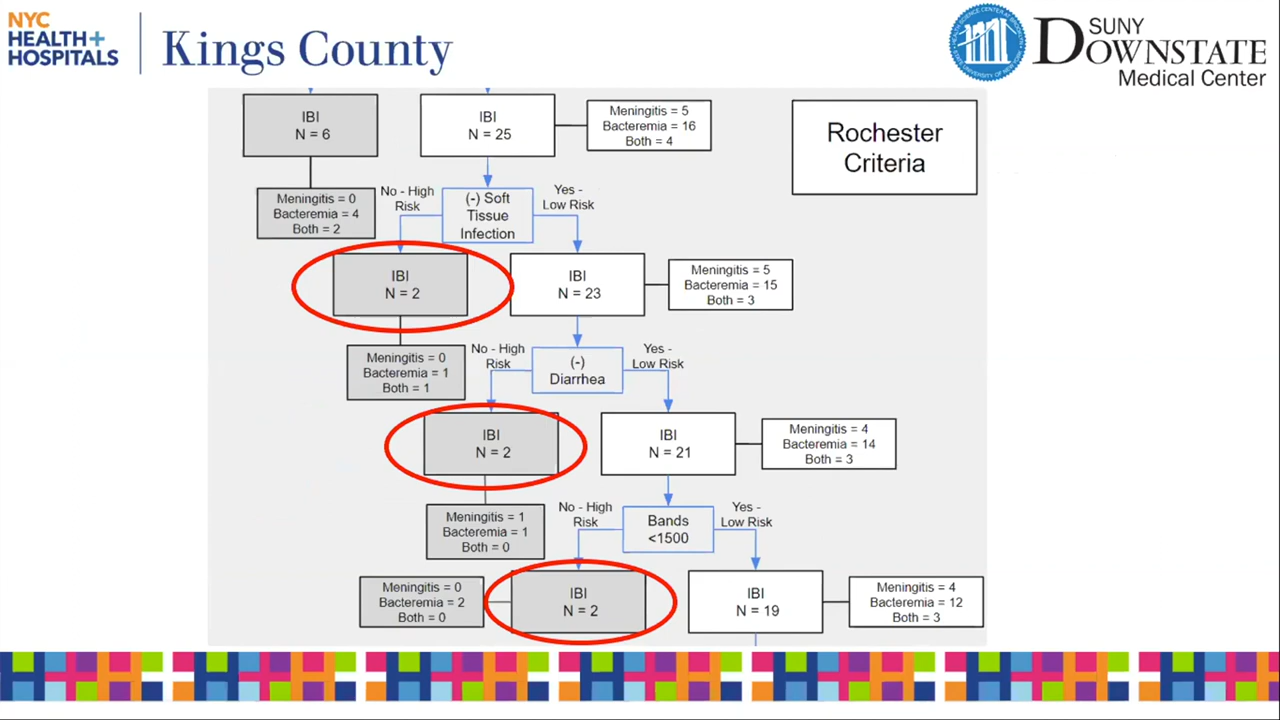 NYC
HEALTH+
HOSPITALS
Kings County
SUNY
DOWNSTATE
Medical Center
IBI
N = 6
IBI
N = 25
Meningitis = 5
Bacteremia = 16
Both = 4
Rochester
Criteria
Meningitis = 0
Bacteremia = 4
Both = 2
No - High
Risk
(-) Soft
Tissue
Infection
Yes -
Low Risk
IBI
N = 2
IBI
N = 23
Meningitis = 5
Bacteremia = 15
Both = 3
Meningitis = 0
Bacteremia = 1
Both = 1
No - High
Risk
(-)
Diarrhea
Yes -
Low Risk
IBI
N = 2
IBI
N = 21
Meningitis = 4
Bacteremia = 14
Both = 3
Meningitis = 1
Bacteremia = 1
Both = 0
No - High
Risk
Bands
<1500
Yes -
Low Risk
Meningitis = 0
Bacteremia = 2
Both = 0
IBI
N = 2
IBI
N = 19
Meningitis = 4
Bacteremia = 12
Both = 3